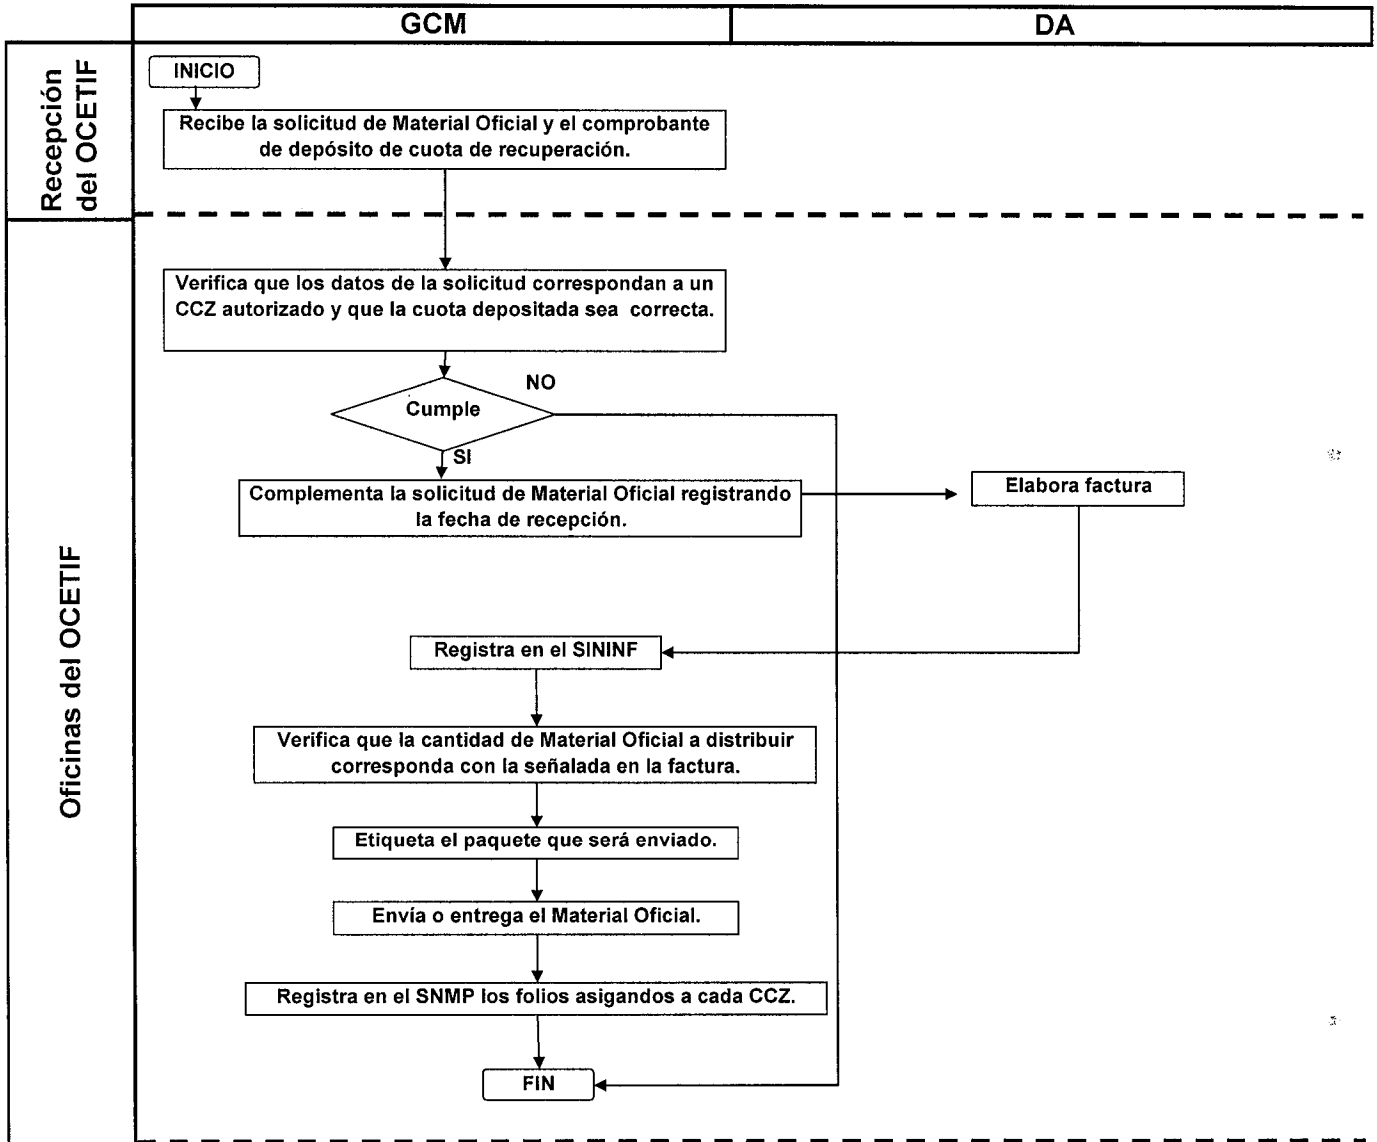 GCM
DA
Recepción
del OCETIF
INICIO
Recibe la solicitud de Material Oficial y el comprobante
de depósito de cuota de recuperación.
Oficinas del OCETIF
Verifica que los datos de la solicitud correspondan a un
CCZ autorizado y que la cuota depositada sea correcta.
NO
Cumple
SI
Complementa la solicitud de Material Oficial registrando
la fecha de recepción.
Elabora factura
Registra en el SININF
Verifica que la cantidad de Material Oficial a distribuir
corresponda con la señalada en la factura.
Etiqueta el paquete que será enviado.
Envía o entrega el Material Oficial.
Registra en el SNMP los folios asigandos a cada CCZ.
FIN